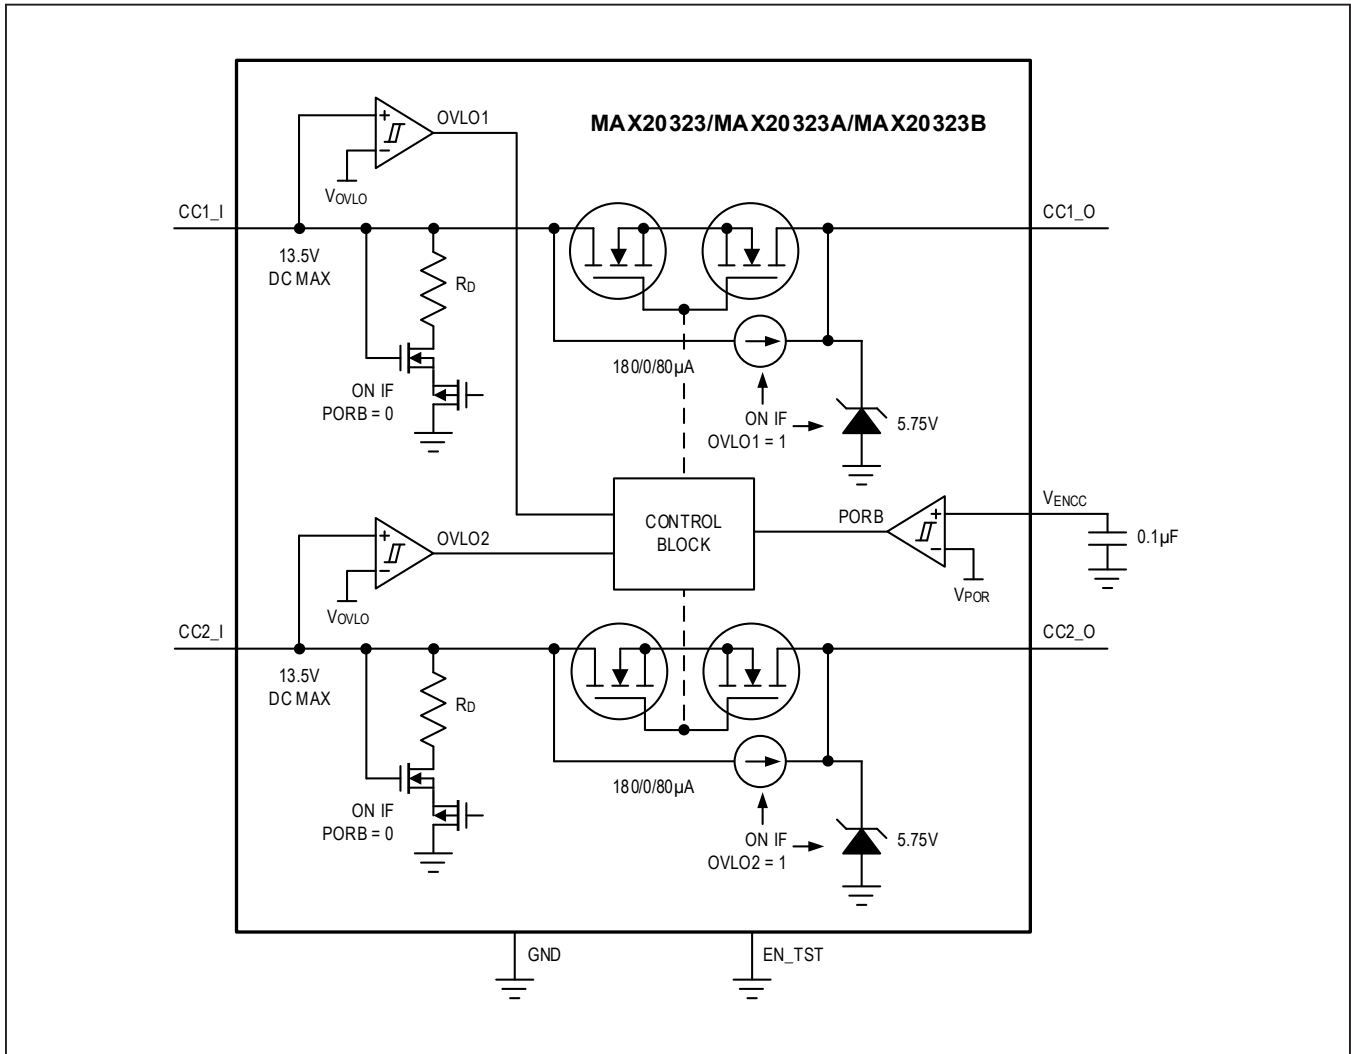 MAX20323/MAX20323A/MAX20323B
OVLO1
+
-
VOVLO
CC1_I
CC1_O
13.5V
DC MAX
RD
180/0/80µA
ON IF
PORB = 0
ON IF
OVLO1 = 1
5.75V
CONTROL
BLOCK
PORB
+
-
VENCC
0.1µF
VPOR
OVLO2
+
-
VOVLO
CC2_I
CC2_O
13.5V
DC MAX
RD
180/0/80µA
ON IF
PORB = 0
ON IF
OVLO2 = 1
5.75V
GND
EN_TST